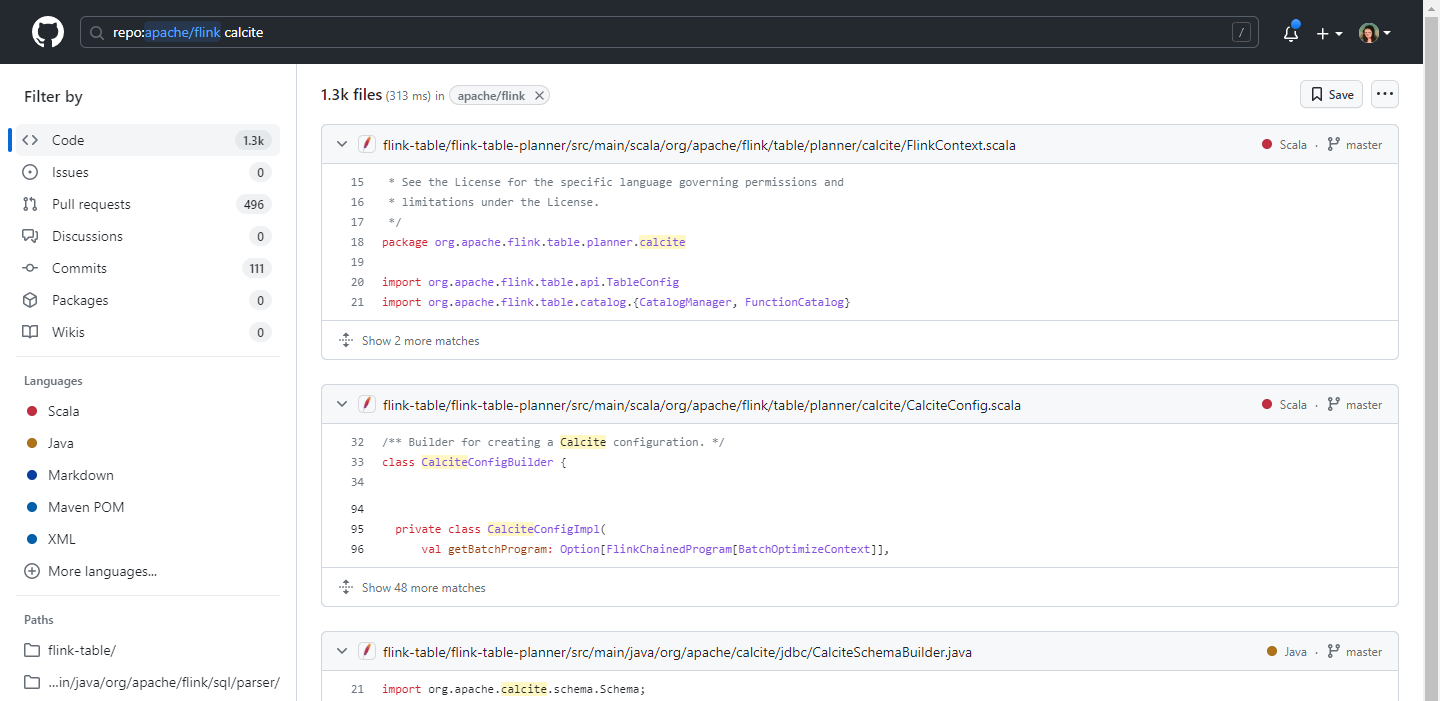 repo:apache/flink calcite
/
Filter by
Code 1.3k
Issues 0
Pull requests 496
Discussions 0
Commits 111
Packages 0
Wikis 0
Languages
Scala
Java
Markdown
Maven POM
XML
More languages...
Paths
flink-table/
...in/java/org/apache/flink/sql/parser/
1.3k files (313 ms) in apache/flink
Save
flink-table/flink-table-planner/src/main/scala/org/apache/flink/table/planner/calcite/FlinkContext.scala Scala · master
15 * See the License for the specific language governing permissions and
16 * limitations under the License.
17 */
18 package org.apache.flink.table.planner.calcite
19
20 import org.apache.flink.table.api.TableConfig
21 import org.apache.flink.table.catalog.{CatalogManager, FunctionCatalog}
Show 2 more matches
flink-table/flink-table-planner/src/main/scala/org/apache/flink/table/planner/calcite/CalciteConfig.scala Scala · master
32 /** Builder for creating a Calcite configuration. */
33 class CalciteConfigBuilder {
34
94
95 private class CalciteConfigImpl(
96 val getBatchProgram: Option[FlinkChainedProgram[BatchOptimizeContext]],
Show 48 more matches
flink-table/flink-table-planner/src/main/java/org/apache/calcite/jdbc/CalciteSchemaBuilder.java Java · master
21 import org.apache.calcite.schema.Schema;